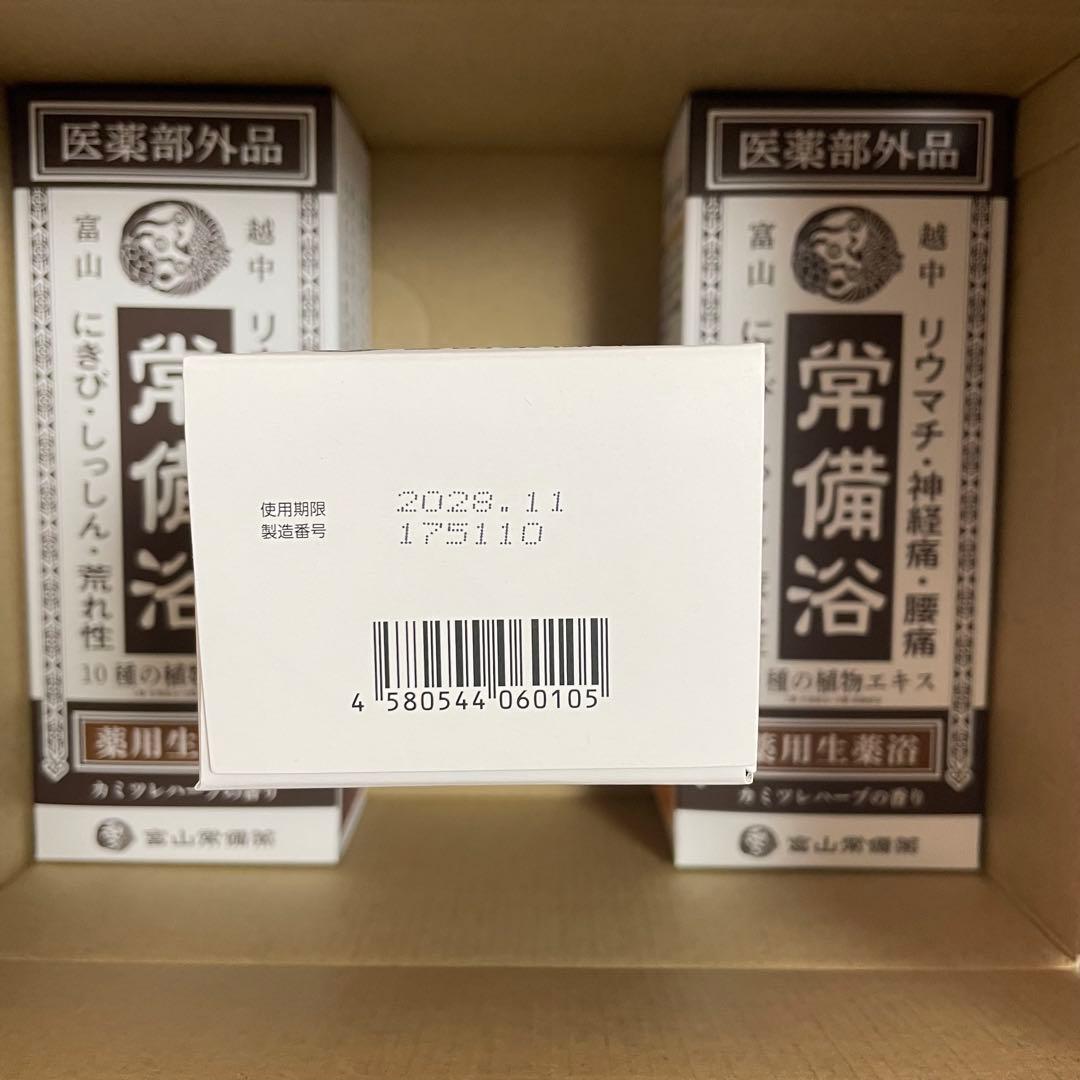 医薬部外品
越中
富山
リウ
常備浴
にきび・しっしん・荒れ性
10種の植物
薬用生
カミツレハーブの香り
富山常備薬
医薬部外品
越中
富山
リウマチ・神経痛・腰痛
常備浴
種の植物エキス
薬用生薬浴
カミツレハーブの香り
富山常備薬
使用期限 2028.11
製造番号 175110
4 580544 060105